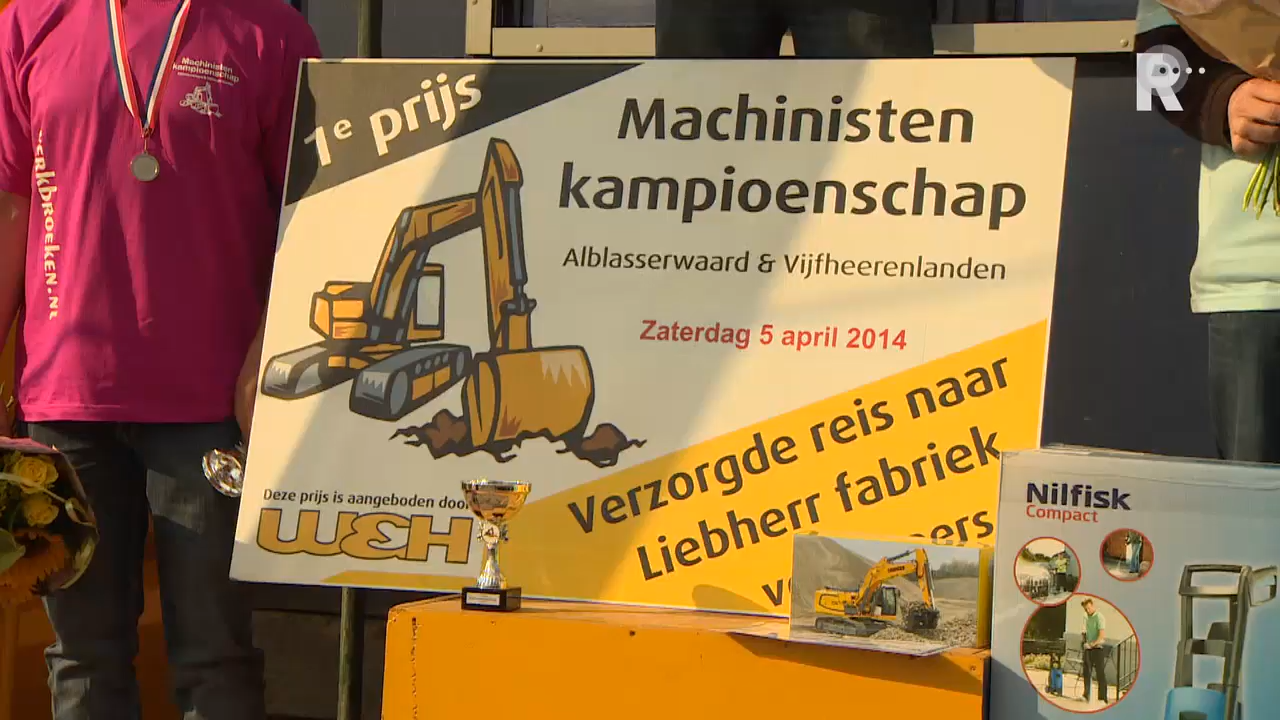 Machinisten
kampioenschap
1e prijs
Machinisten
kampioenschap
Alblasserwaard & Vijfheerenlanden
Zaterdag 5 april 2014
Verzorgde reis naar
Liebherr fabriek
Deze prijs is aangeboden door
WEH
Nilfisk
Compact
R